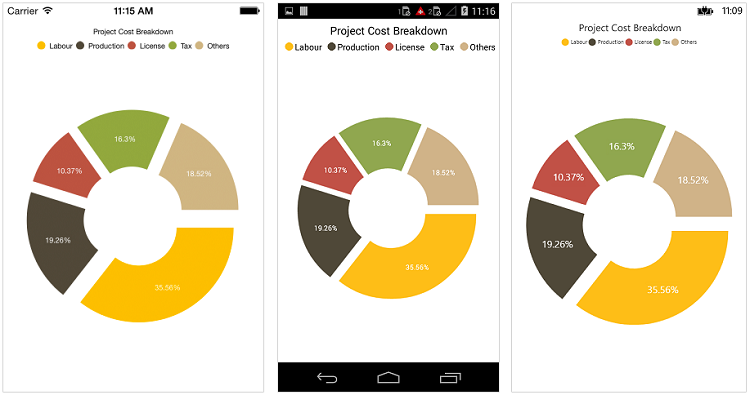 Carrier 11:15 AM
Project Cost Breakdown
Labour Production License Tax Others
16.3%
18.52%
10.37%
19.26%
35.56%
1 2 11:16
Project Cost Breakdown
Labour Production License Tax Others
16.3%
18.52%
10.37%
19.26%
35.56%
11:09
Project Cost Breakdown
Labour Production License Tax Others
16.3%
18.52%
10.37%
19.26%
35.56%